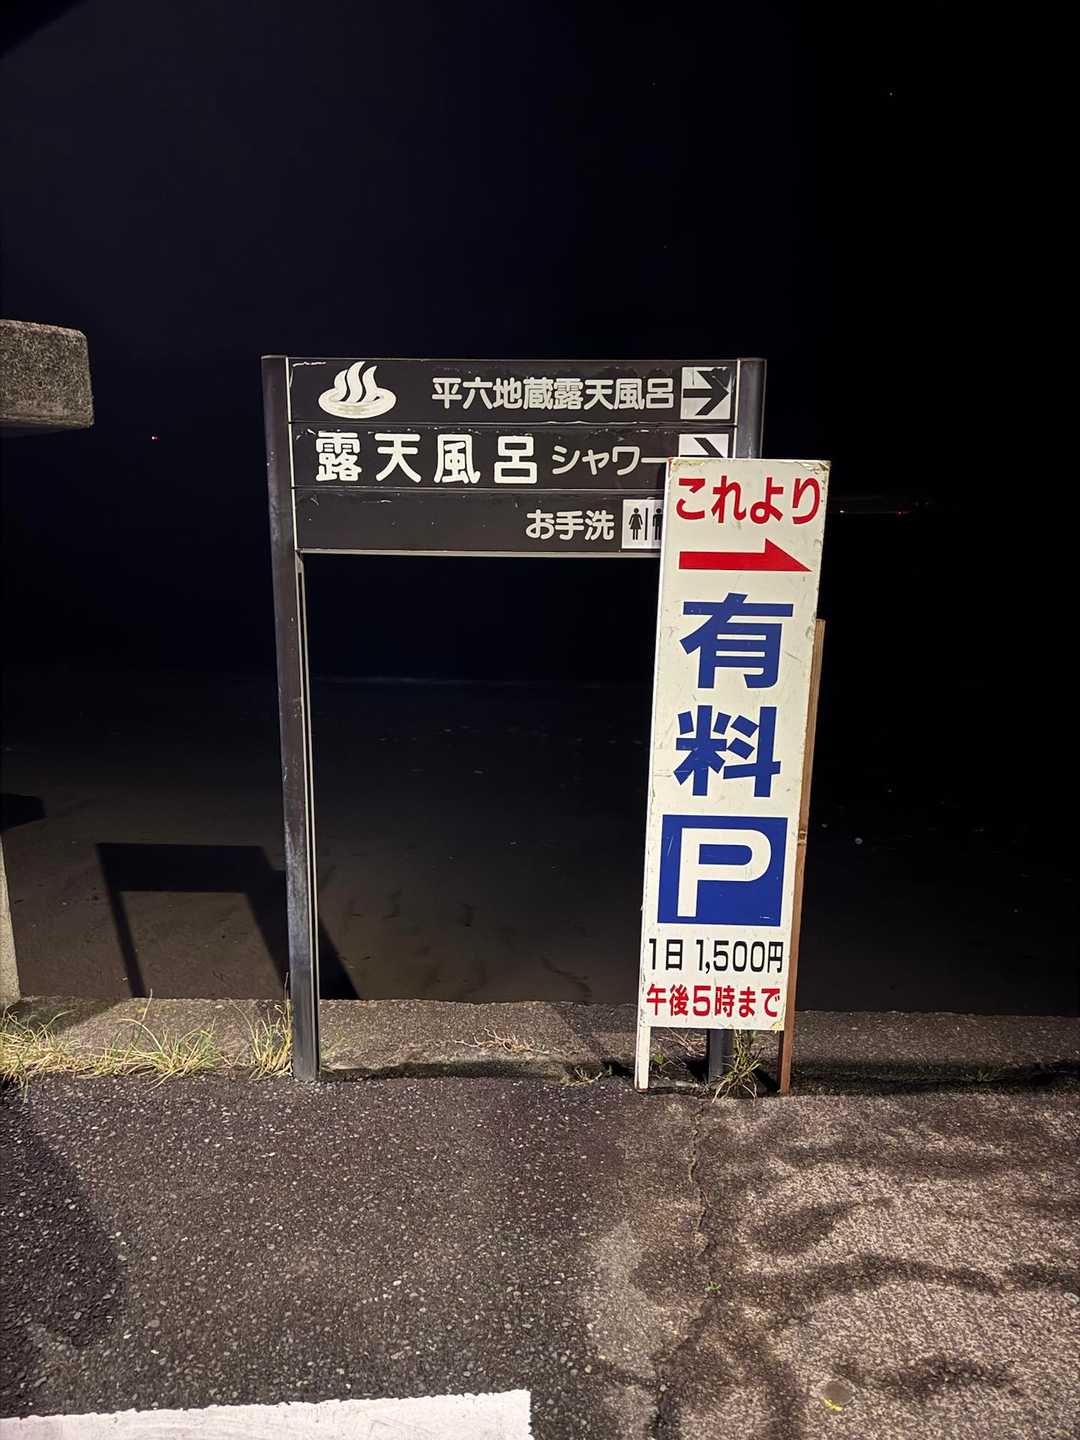 平六地蔵露天風呂
露天風呂 シャワー
お手洗
これより
有
料
P
1日 1,500円
午後5時まで